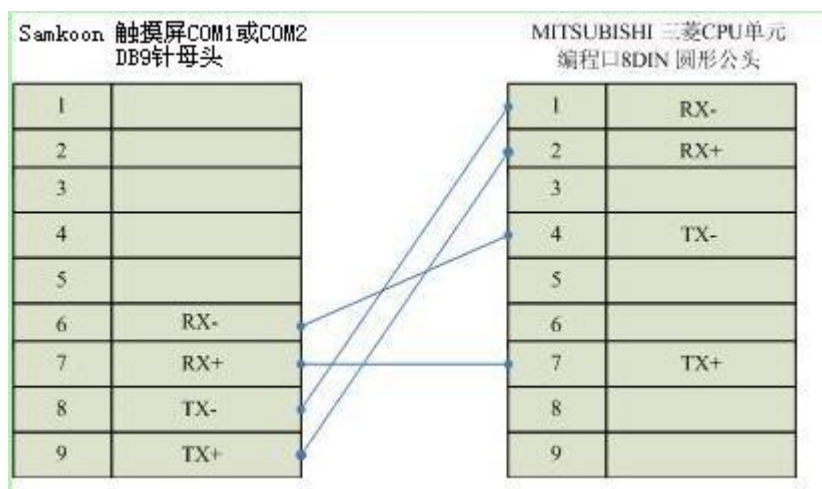 Samkoon 触摸屏COM1或COM2
DB9针母头
MITSUBISHI 三菱CPU单元
编程口8DIN 圆形公头
1
2
3
4
5
6 RX-
7 RX+
8 TX-
9 TX+
1 RX-
2 RX+
3
4 TX-
5
6
7 TX+
8
9